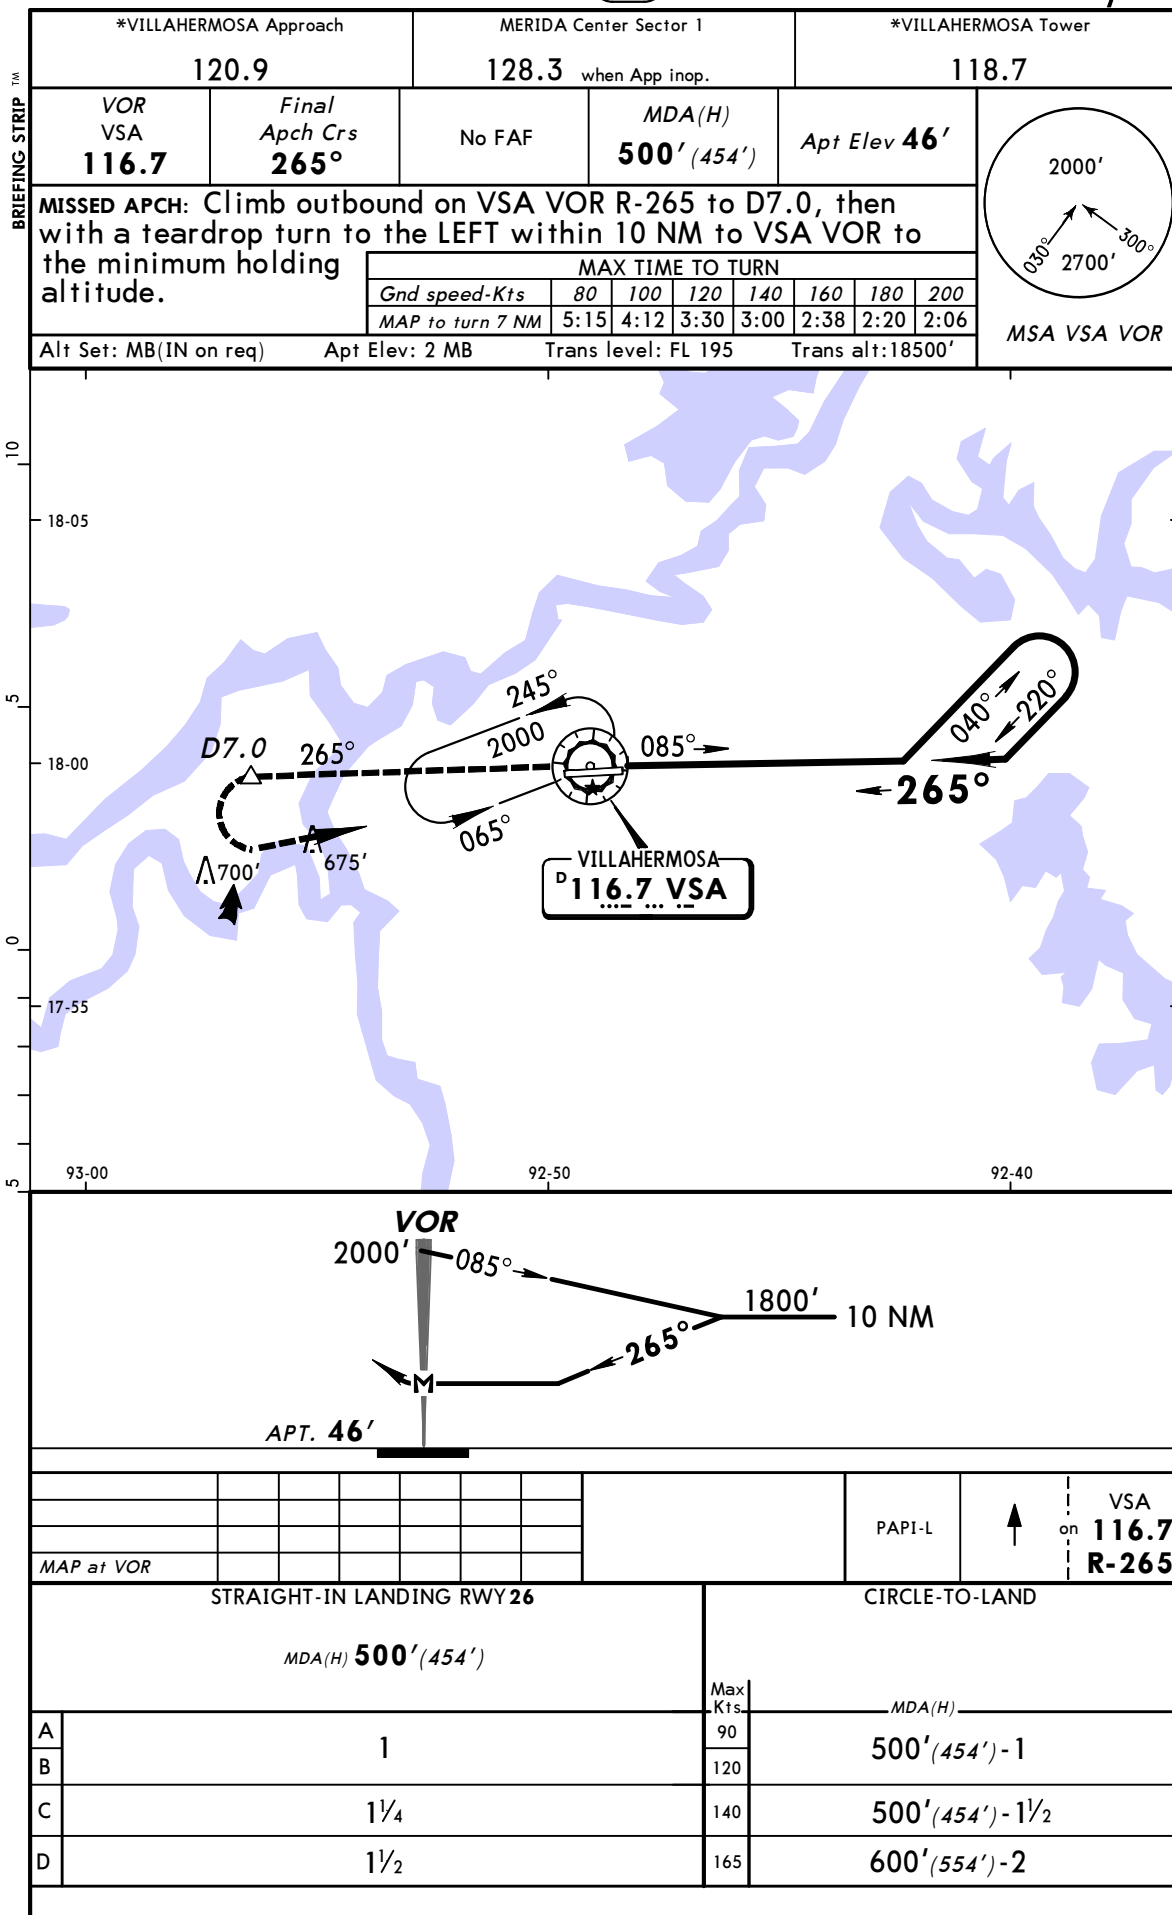 *VILLAHERMOSA Approach
120.9
MERIDA Center Sector 1
128.3 when App inop.
*VILLAHERMOSA Tower
118.7
BRIEFING STRIP TM
VOR
VSA
116.7
Final
Apch Crs
265°
No FAF
MDA(H)
500' (454')
Apt Elev 46'
MISSED APCH: Climb outbound on VSA VOR R-265 to D7.0, then
with a teardrop turn to the LEFT within 10 NM to VSA VOR to
the minimum holding
altitude.
MAX TIME TO TURN
Gnd speed-Kts 80 100 120 140 160 180 200
MAP to turn 7 NM 5:15 4:12 3:30 3:00 2:38 2:20 2:06
Alt Set: MB(IN on req) Apt Elev: 2 MB Trans level: FL 195 Trans alt:18500'
2000'
030°
300°
2700'
MSA VSA VOR
10
18-05
5
18-00
0
17-55
5
245°
2000
065°
D7.0
265°
085°
040°
220°
265°
700'
675'
VILLAHERMOSA
D 116.7 VSA
93-00
92-50
92-40
VOR
2000'
085°
1800'
10 NM
265°
M
APT. 46'
MAP at VOR
PAPI-L
on
VSA
116.7
R-265
STRAIGHT-IN LANDING RWY 26
MDA(H) 500'(454')
CIRCLE-TO-LAND
Max
Kts
MDA(H)
A
B
1
90
120
500'(454')-1
C
1 1/4
140
500'(454')-1 1/2
D
1 1/2
165
600'(554')-2